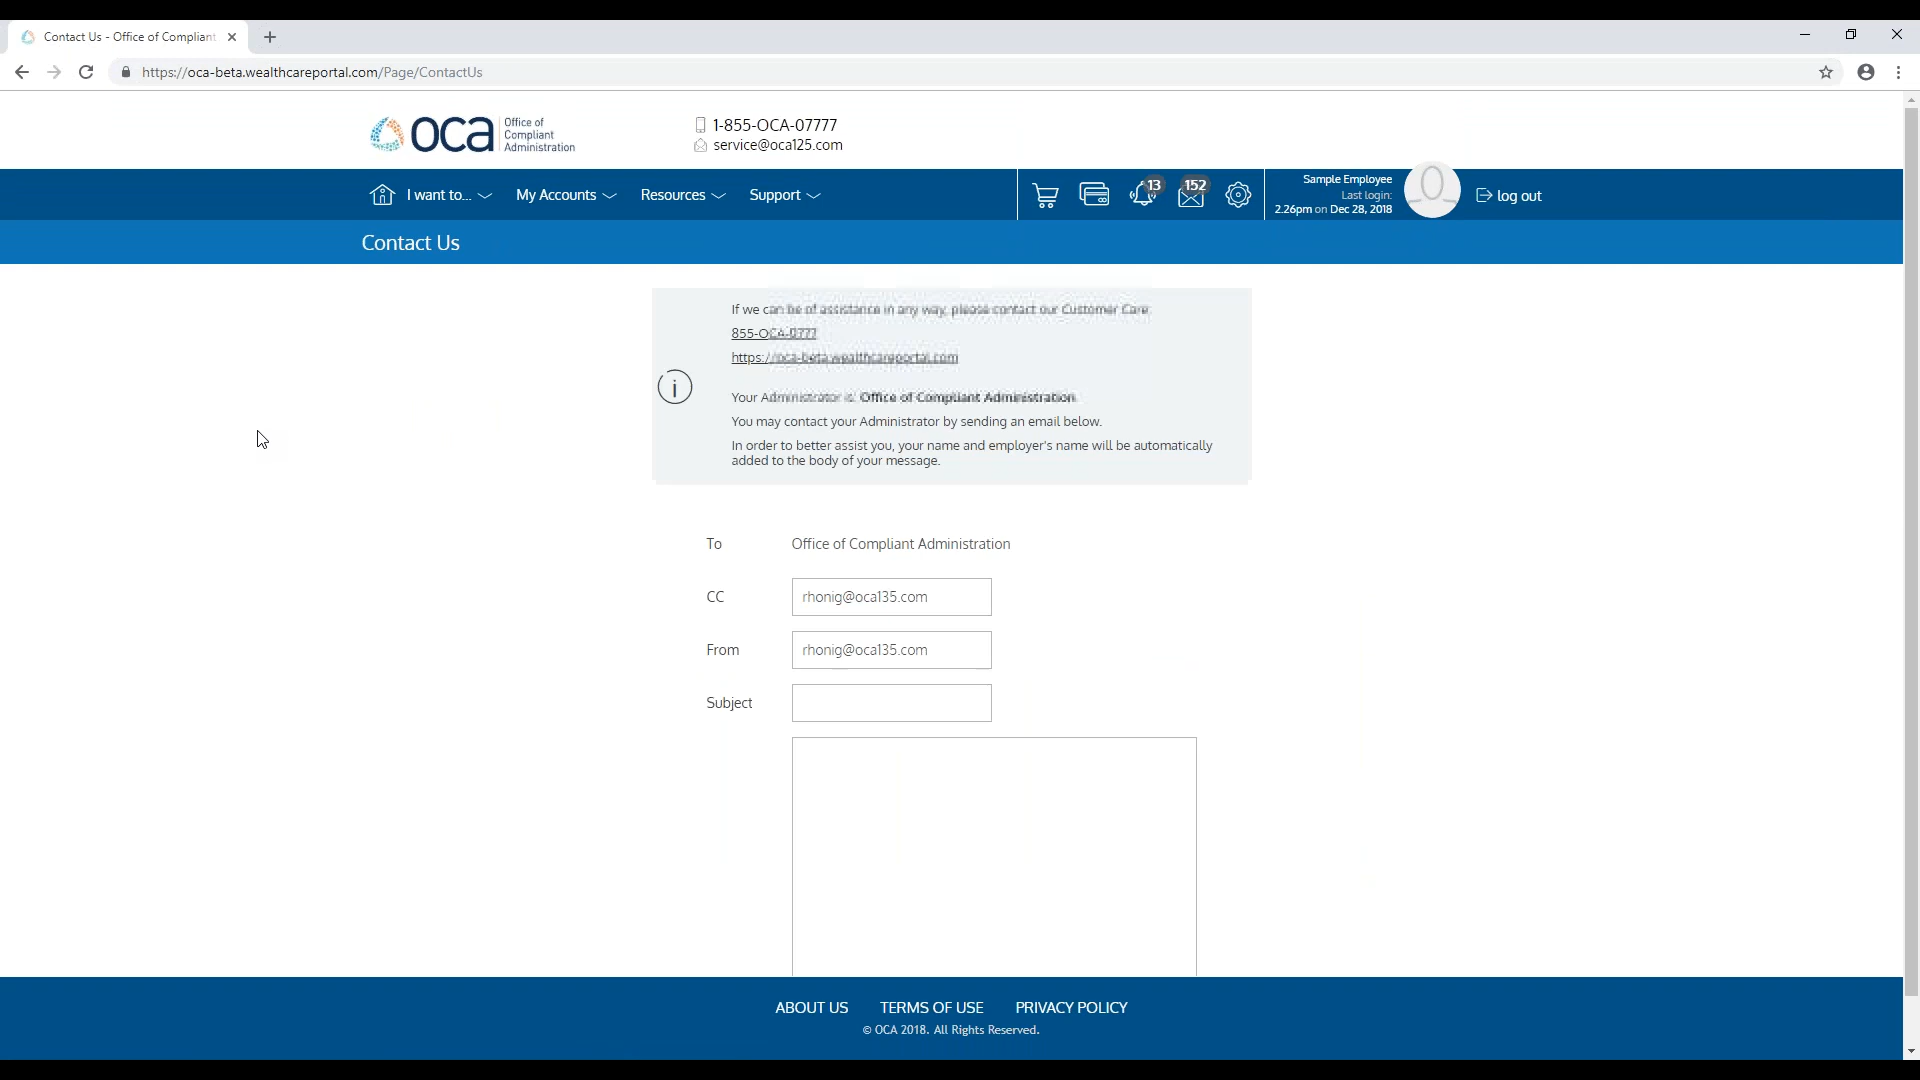 Contact Us - Office of Compliant
https://oca-beta.wealthcareportal.com/Page/ContactUs
oca
Office of
Compliant
Administration
1-855-OCA-07777
service@oca125.com
I want to...
My Accounts
Resources
Support
13
152
Sample Employee
Last login:
2.26pm on Dec 28, 2018
log out
Contact Us
If we can be of assistance in any way, please contact our Customer Care
855-OCA-0777
https://oca-beta.wealthcareportal.com
Your Administrator is Office of Compliant Administration
You may contact your Administrator by sending an email below.
In order to better assist you, your name and employer's name will be automatically
added to the body of your message.
To Office of Compliant Administration
CC rhonig@oca135.com
From rhonig@oca135.com
Subject
ABOUT US TERMS OF USE PRIVACY POLICY
© OCA 2018. All Rights Reserved.